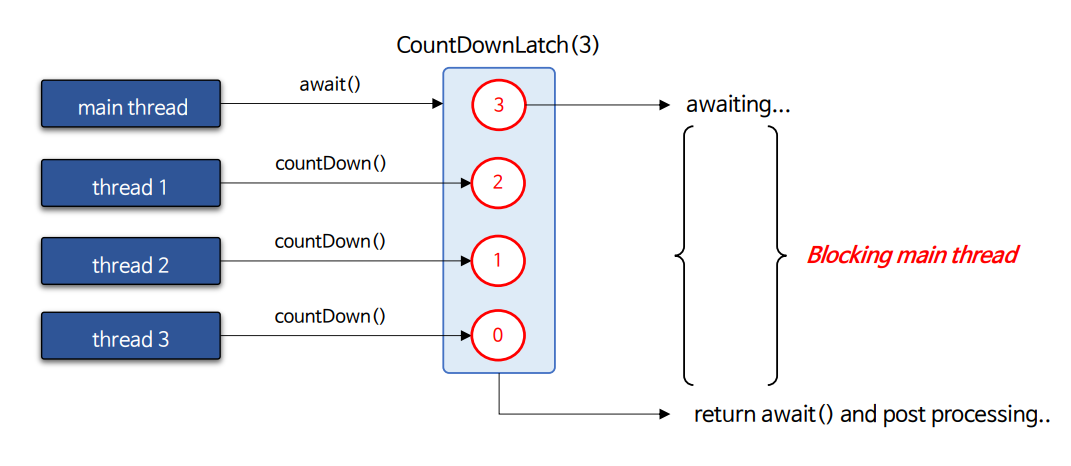 CountDownLatch(3)
main thread
await()
3
awaiting...
thread 1
countDown()
2
thread 2
countDown()
1
Blocking main thread
thread 3
countDown()
0
return await() and post processing..